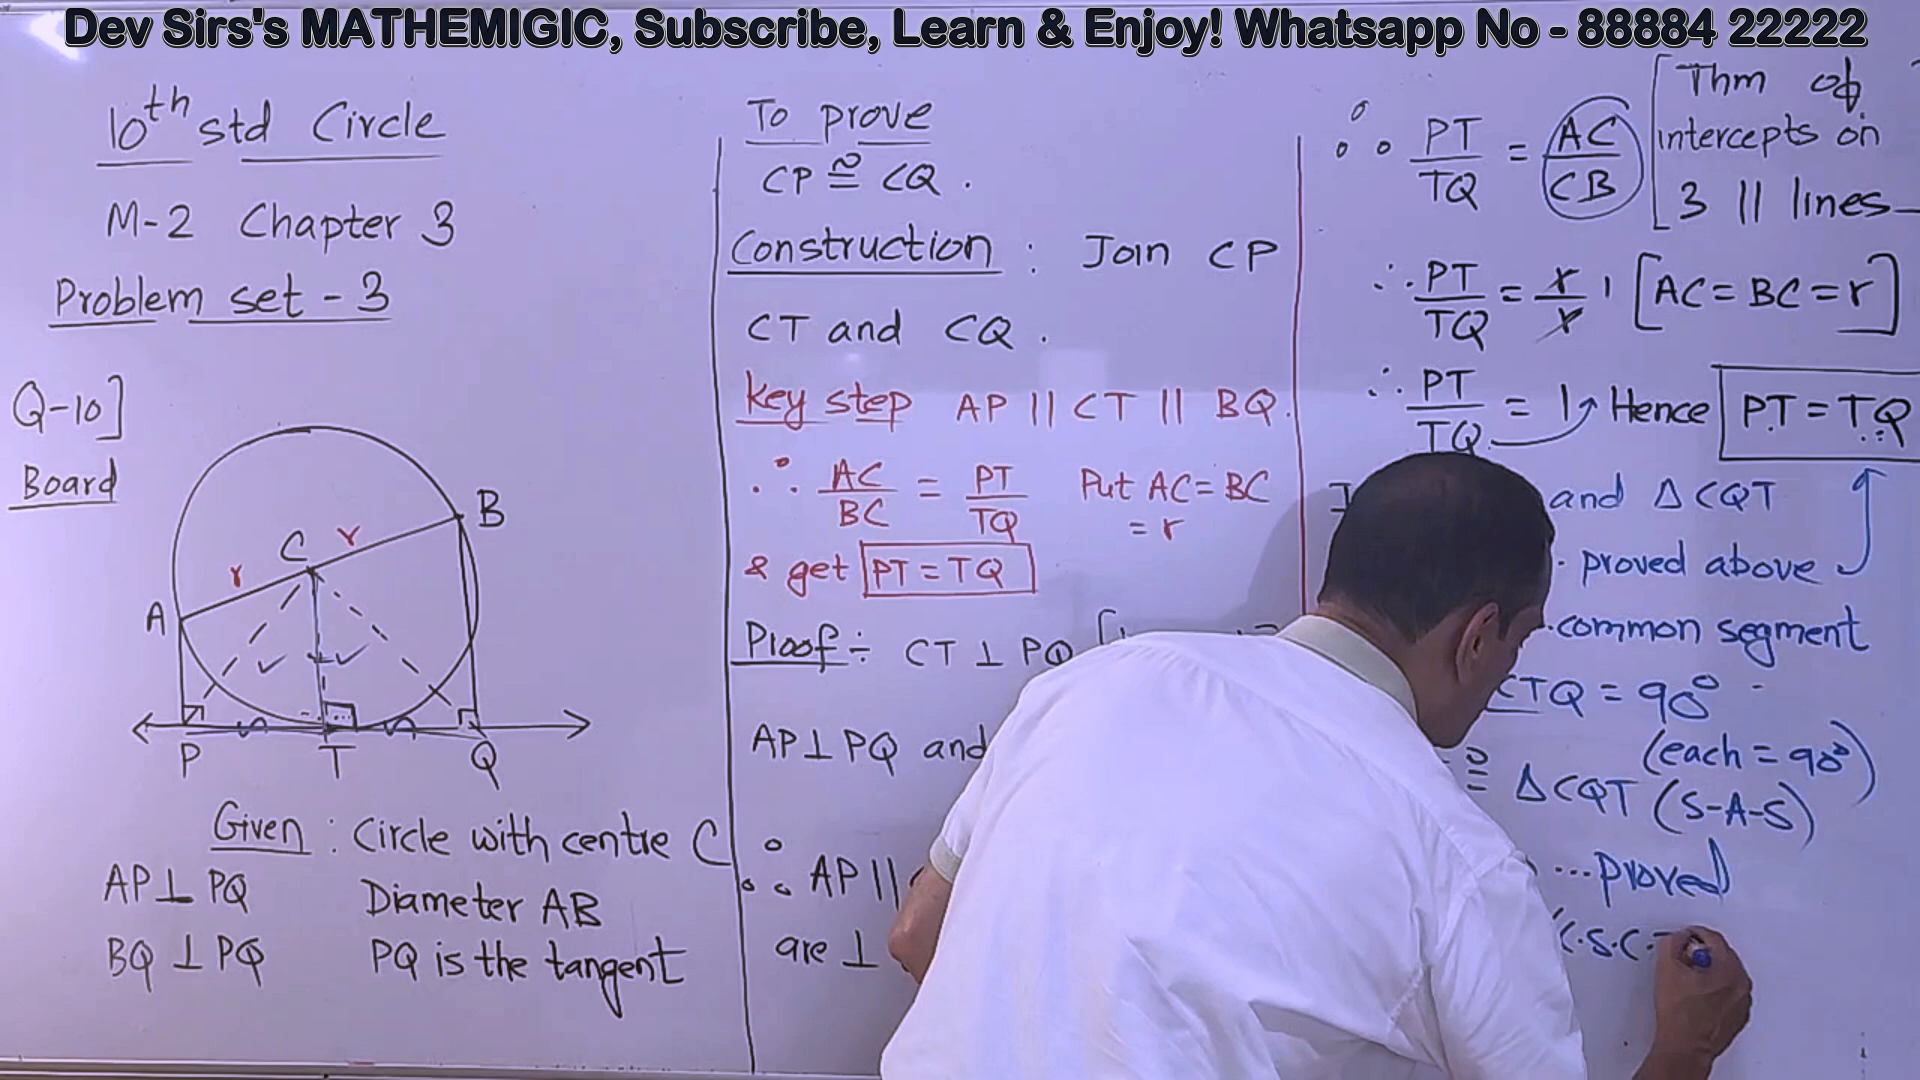 Dev Sirs's MATHEMIGIC, Subscribe, Learn & Enjoy! Whatsapp No - 88884 22222
10th std Circle
M-2 Chapter 3
Problem set - 3
Q-10]
Board
A
B
C
r
r
P
T
Q
Given : Circle with centre C
AP ⊥ PQ Diameter AB
BQ ⊥ PQ PQ is the tangent
To prove
CP ≅ CQ .
Construction : Join CP
CT and CQ .
Key step AP || CT || BQ.
∴ AC/BC = PT/TQ Put AC = BC
= r
& get PT = TQ
Proof ÷ CT ⊥ PQ
AP ⊥ PQ and
∴ AP ||
are ⊥
∴ PT/TQ = AC/CB [Thm of
intercepts on
3 || lines
∴ PT/TQ = r/r 1 [AC = BC = r]
∴ PT/TQ = 1 Hence PT = TQ
and Δ CQT
proved above
common segment
CTQ = 90°
(each = 90°)
≅ Δ CQT (S-A-S)
...proved
C.S.C.T